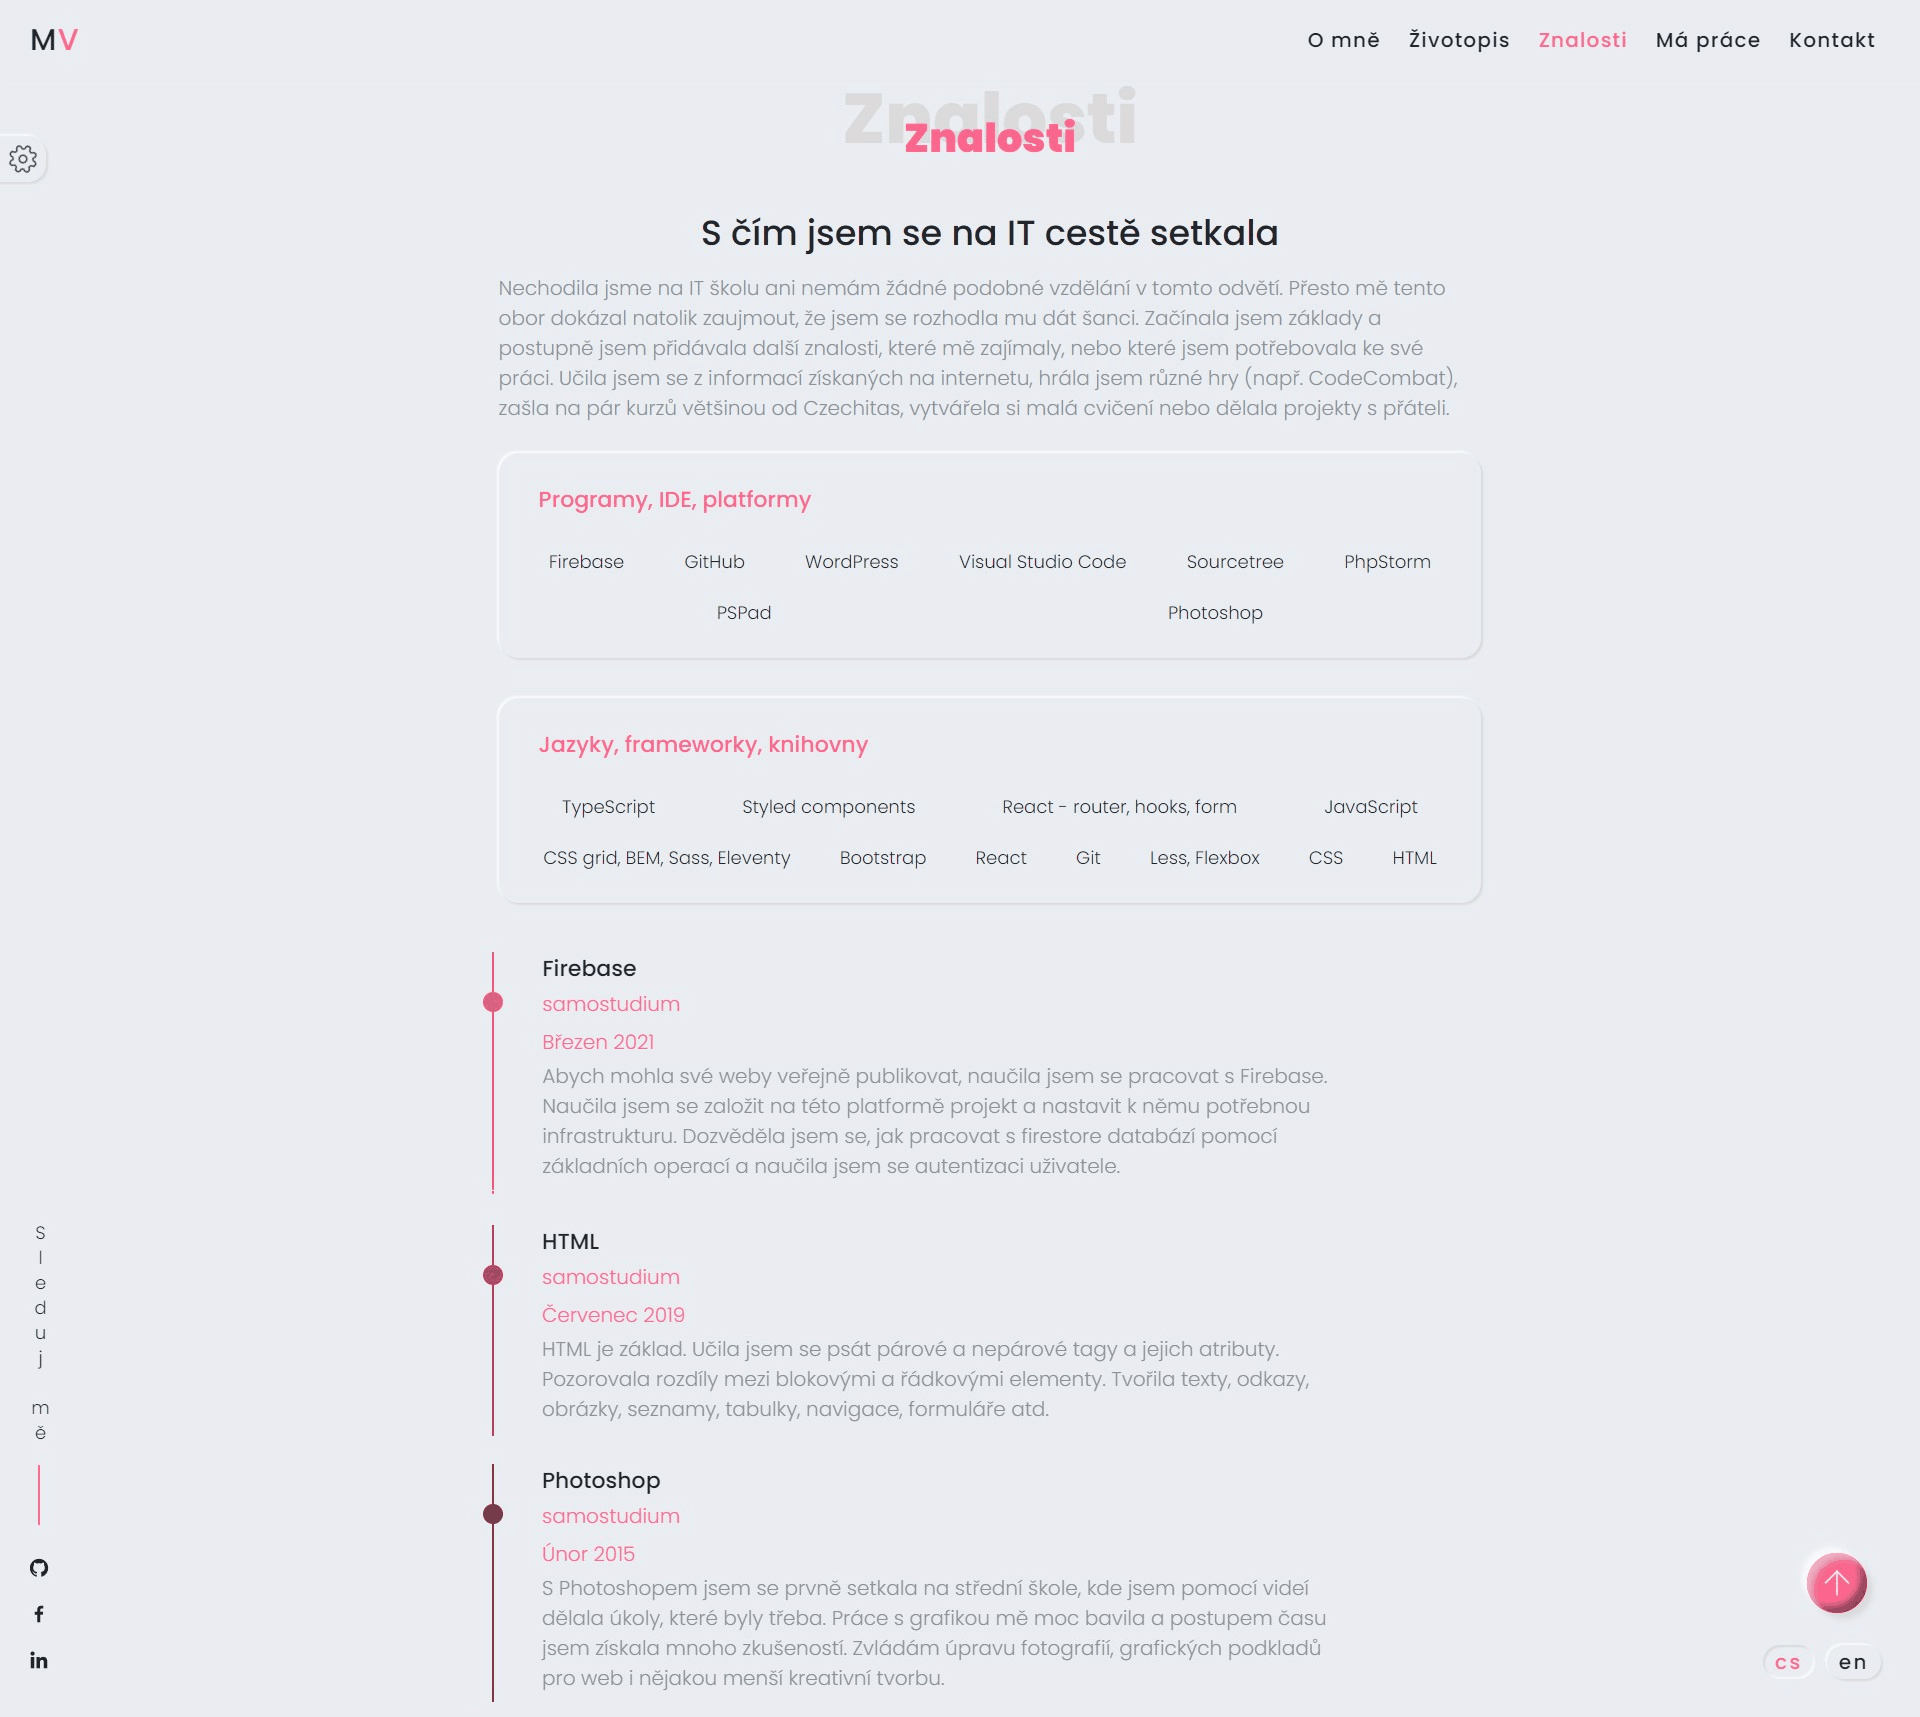 MV
O mně Životopis Znalosti Má práce Kontakt
Znalosti
Znalosti
S čím jsem se na IT cestě setkala
Nechodila jsme na IT školu ani nemám žádné podobné vzdělání v tomto odvětí. Přesto mě tento
obor dokázal natolik zaujmout, že jsem se rozhodla mu dát šanci. Začínala jsem základy a
postupně jsem přidávala další znalosti, které mě zajímaly, nebo které jsem potřebovala ke své
práci. Učila jsem se z informací získaných na internetu, hrála jsem různé hry (např. CodeCombat),
zašla na pár kurzů většinou od Czechitas, vytvářela si malá cvičení nebo dělala projekty s přáteli.
Programy, IDE, platformy
Firebase GitHub WordPress Visual Studio Code Sourcetree PhpStorm
PSPad Photoshop
Jazyky, frameworky, knihovny
TypeScript Styled components React - router, hooks, form JavaScript
CSS grid, BEM, Sass, Eleventy Bootstrap React Git Less, Flexbox CSS HTML
Firebase
samostudium
Březen 2021
Abych mohla své weby veřejně publikovat, naučila jsem se pracovat s Firebase.
Naučila jsem se založit na této platformě projekt a nastavit k němu potřebnou
infrastrukturu. Dozvěděla jsem se, jak pracovat s firestore databází pomocí
základních operací a naučila jsem se autentizaci uživatele.
HTML
samostudium
Červenec 2019
HTML je základ. Učila jsem se psát párové a nepárové tagy a jejich atributy.
Pozorovala rozdíly mezi blokovými a řádkovými elementy. Tvořila texty, odkazy,
obrázky, seznamy, tabulky, navigace, formuláře atd.
Photoshop
samostudium
Únor 2015
S Photoshopem jsem se prvně setkala na střední škole, kde jsem pomocí videí
dělala úkoly, které byly třeba. Práce s grafikou mě moc bavila a postupem času
jsem získala mnoho zkušeností. Zvládám úpravu fotografií, grafických podkladů
pro web i nějakou menší kreativní tvorbu.
Sleduj mě
cs en